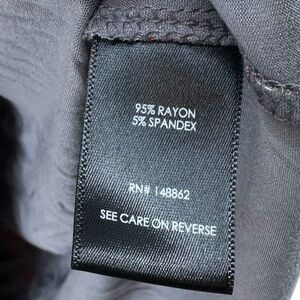 95% RAYON
5% SPANDEX
RN# 148862
SEE CARE ON REVERSE